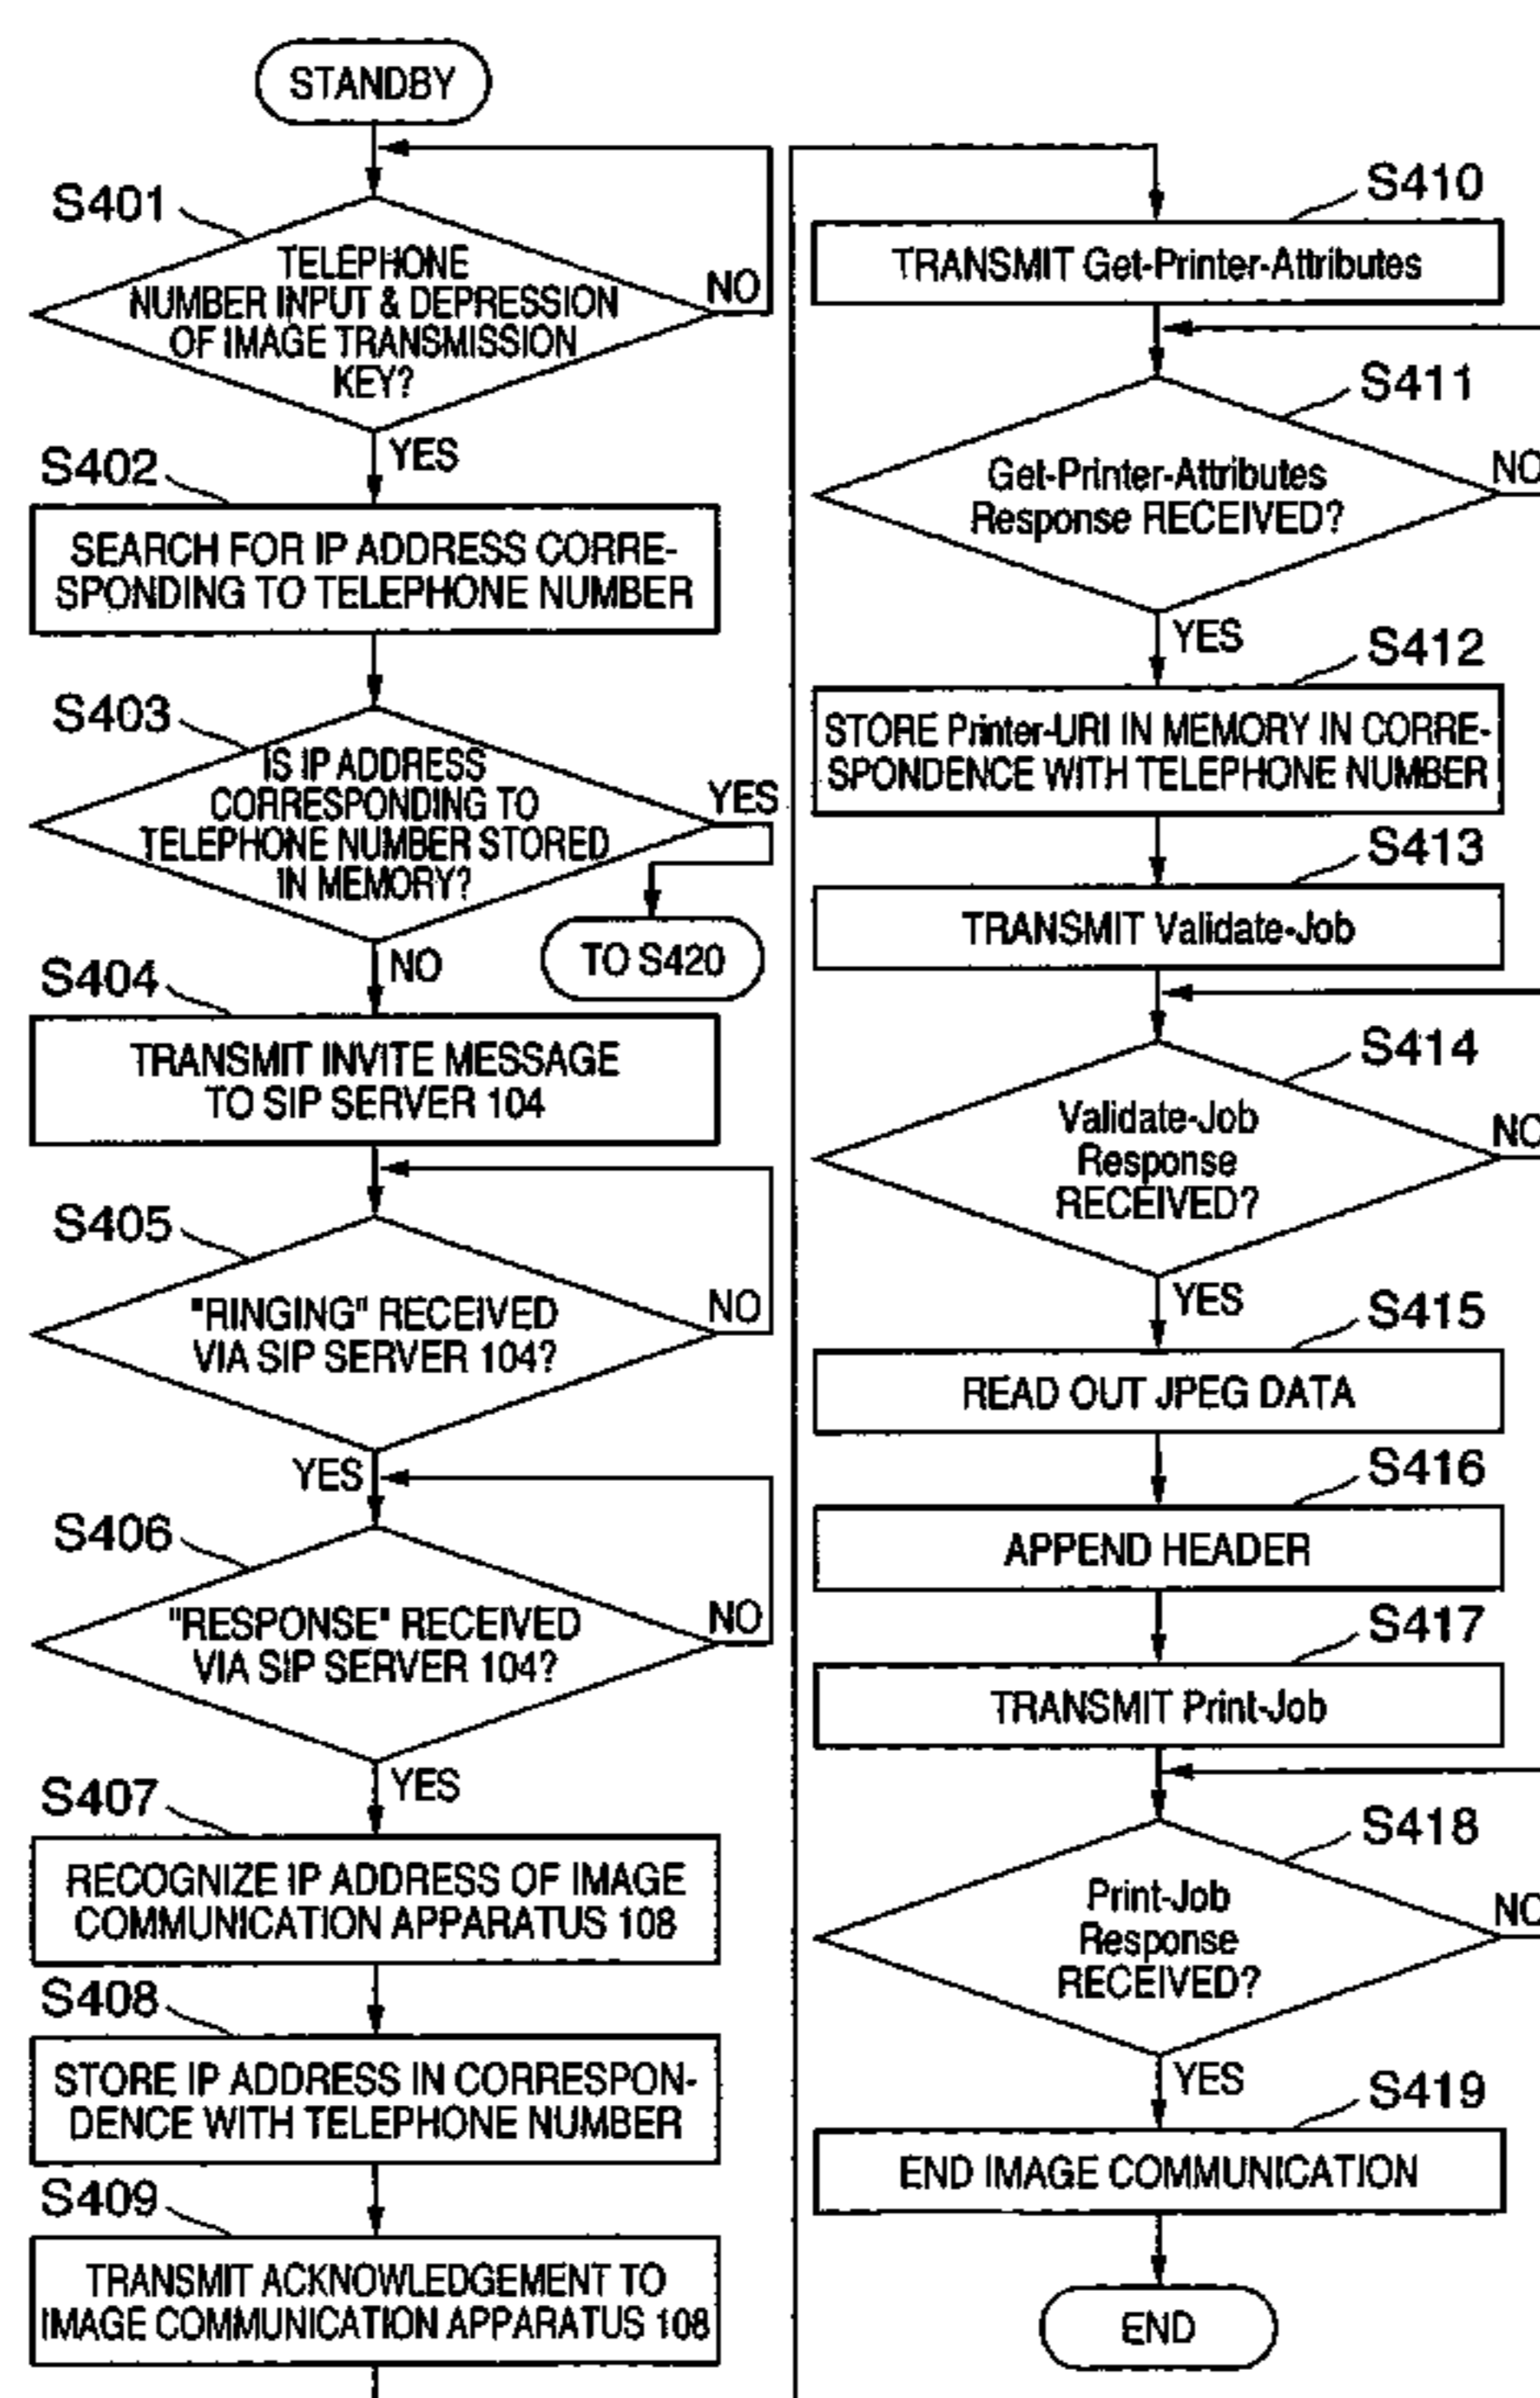 STANDBY
S401
TELEPHONE
NUMBER INPUT & DEPRESSION
OF IMAGE TRANSMISSION
KEY?
NO
YES
S402
SEARCH FOR IP ADDRESS CORRE-
SPONDING TO TELEPHONE NUMBER
S403
IS IP ADDRESS
CORRESPONDING TO
TELEPHONE NUMBER STORED
IN MEMORY?
YES
TO S420
NO
S404
TRANSMIT INVITE MESSAGE
TO SIP SERVER 104
S405
"RINGING" RECEIVED
VIA SIP SERVER 104?
NO
YES
S406
"RESPONSE" RECEIVED
VIA SIP SERVER 104?
NO
YES
S407
RECOGNIZE IP ADDRESS OF IMAGE
COMMUNICATION APPARATUS 108
S408
STORE IP ADDRESS IN CORRESPON-
DENCE WITH TELEPHONE NUMBER
S409
TRANSMIT ACKNOWLEDGEMENT TO
IMAGE COMMUNICATION APPARATUS 108
S410
TRANSMIT Get-Printer-Attributes
S411
Get-Printer-Attributes
Response RECEIVED?
NO
YES
S412
STORE Printer-URI IN MEMORY IN CORRE-
SPONDENCE WITH TELEPHONE NUMBER
S413
TRANSMIT Validate-Job
S414
Validate-Job
Response
RECEIVED?
NO
YES
S415
READ OUT JPEG DATA
S416
APPEND HEADER
S417
TRANSMIT Print-Job
S418
Print-Job
Response
RECEIVED?
NO
YES
S419
END IMAGE COMMUNICATION
END